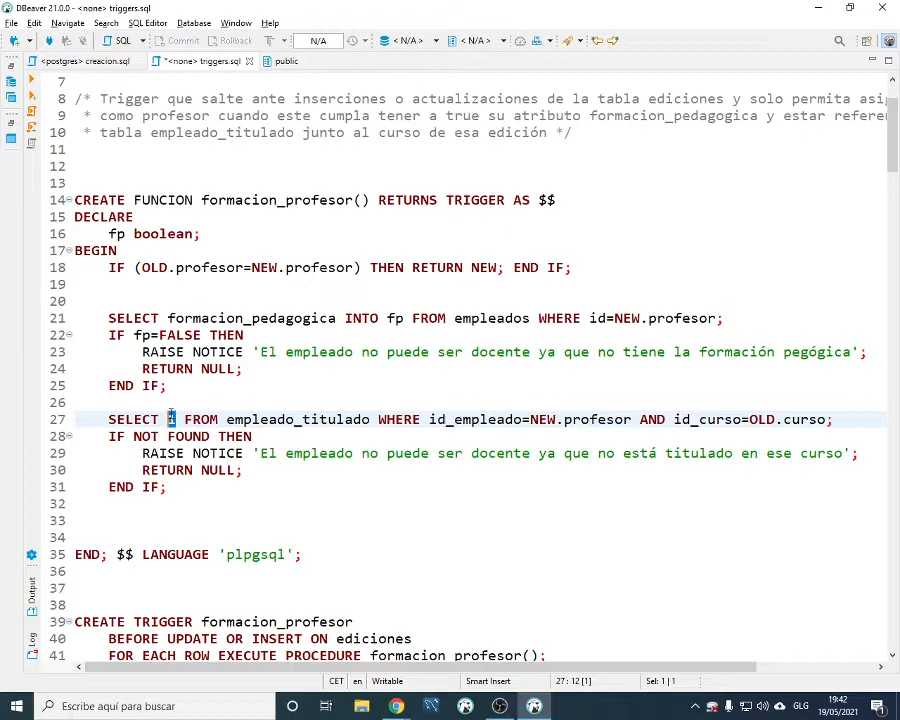 DBeaver 21.0.0 - <none> triggers.sql
File Edit Navigate Search SQL Editor Database Window Help
SQL Commit Rollback T N/A < N/A > < N/A >
<postgres> creacion.sql *<none> triggers.sql public
7
8 /* Trigger que salte ante inserciones o actualizaciones de la tabla ediciones y solo permita asi
9 * como profesor cuando este cumpla tener a true su atributo formacion_pedagogica y estar refere
10 * tabla empleado_titulado junto al curso de esa edición */
11
12
13
14 CREATE FUNCION formacion_profesor() RETURNS TRIGGER AS $$
15 DECLARE
16 fp boolean;
17 BEGIN
18 IF (OLD.profesor=NEW.profesor) THEN RETURN NEW; END IF;
19
20
21 SELECT formacion_pedagogica INTO fp FROM empleados WHERE id=NEW.profesor;
22 IF fp=FALSE THEN
23 RAISE NOTICE 'El empleado no puede ser docente ya que no tiene la formación pegógica';
24 RETURN NULL;
25 END IF;
26
27 SELECT FROM empleado_titulado WHERE id_empleado=NEW.profesor AND id_curso=OLD.curso;
28 IF NOT FOUND THEN
29 RAISE NOTICE 'El empleado no puede ser docente ya que no está titulado en ese curso';
30 RETURN NULL;
31 END IF;
32
33
34
35 END; $$ LANGUAGE 'plpgsql';
36
37
38
39 CREATE TRIGGER formacion_profesor
40 BEFORE UPDATE OR INSERT ON ediciones
41 FOR EACH ROW EXECUTE PROCEDURE formacion_profesor();
Output
Log
CET en Writable Smart Insert 27 : 12 [1] Sel: 1 | 1
Escribe aquí para buscar
GLG
19:42
19/05/2021
1